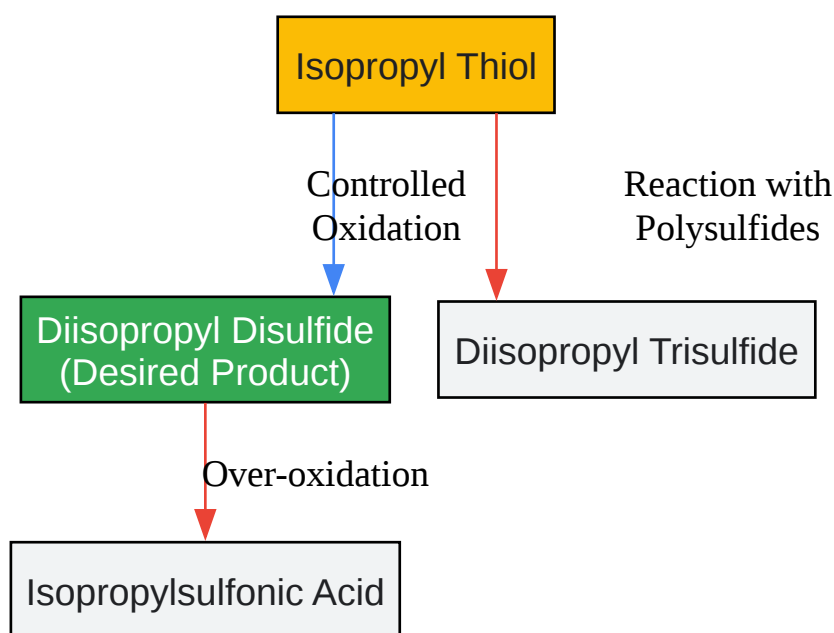 Isopropyl Thiol
Controlled
Oxidation
Reaction with
Polysulfides
Diisopropyl Disulfide
(Desired Product)
Diisopropyl Trisulfide
Over-oxidation
Isopropylsulfonic Acid